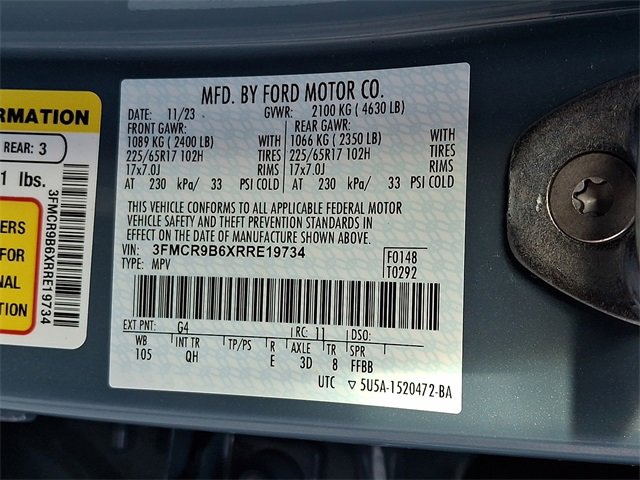 RMATION
REAR: 3
1 lbs.
ERS
FOR
NAL
IN
3FMCR9B6XRRE19734
MFD. BY FORD MOTOR CO.
DATE: 11/23 GVWR: 2100 KG ( 4630 LB)
FRONT GAWR: REAR GAWR:
1089 KG ( 2400 LB) WITH 1066 KG ( 2350 LB) WITH
225/65R17 102H TIRES 225/65R17 102H TIRES
17x7.0J RIMS 17x7.0J RIMS
AT 230 kPa/ 33 PSI COLD AT 230 kPa/ 33 PSI COLD
THIS VEHICLE CONFORMS TO ALL APPLICABLE FEDERAL MOTOR
VEHICLE SAFETY AND THEFT PREVENTION STANDARDS IN
EFFECT ON THE DATE OF MANUFACTURE SHOWN ABOVE.
VIN: 3FMCR9B6XRRE19734 F0148
TYPE: MPV T0292
EXT PNT: G4 RC: 11 DSO:
WB INT TR TP/PS R AXLE TR SPR
105 QH E 3D 8 FFBB
UTC ▽ 5U5A-1520472-BA